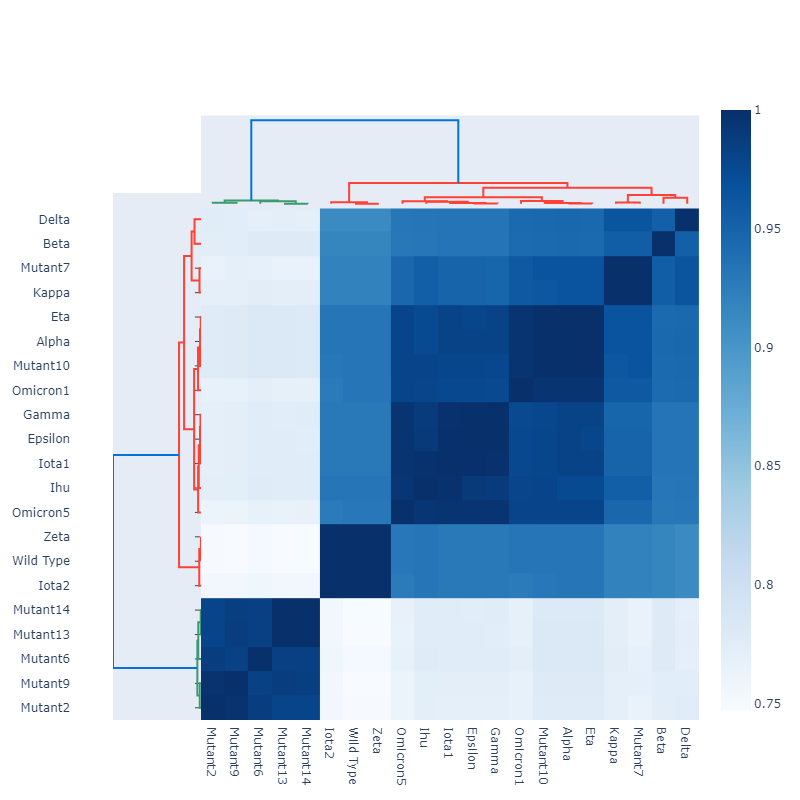 1
0.95
0.9
0.85
0.8
0.75
Delta
Beta
Mutant7
Kappa
Eta
Alpha
Mutant10
Omicron1
Gamma
Epsilon
Iota1
Ihu
Omicron5
Zeta
Wild Type
Iota2
Mutant14
Mutant13
Mutant6
Mutant9
Mutant2
Mutant2
Mutant9
Mutant6
Mutant13
Mutant14
Iota2
Wild Type
Zeta
Omicron5
Ihu
Iota1
Epsilon
Gamma
Omicron1
Mutant10
Alpha
Eta
Kappa
Mutant7
Beta
Delta